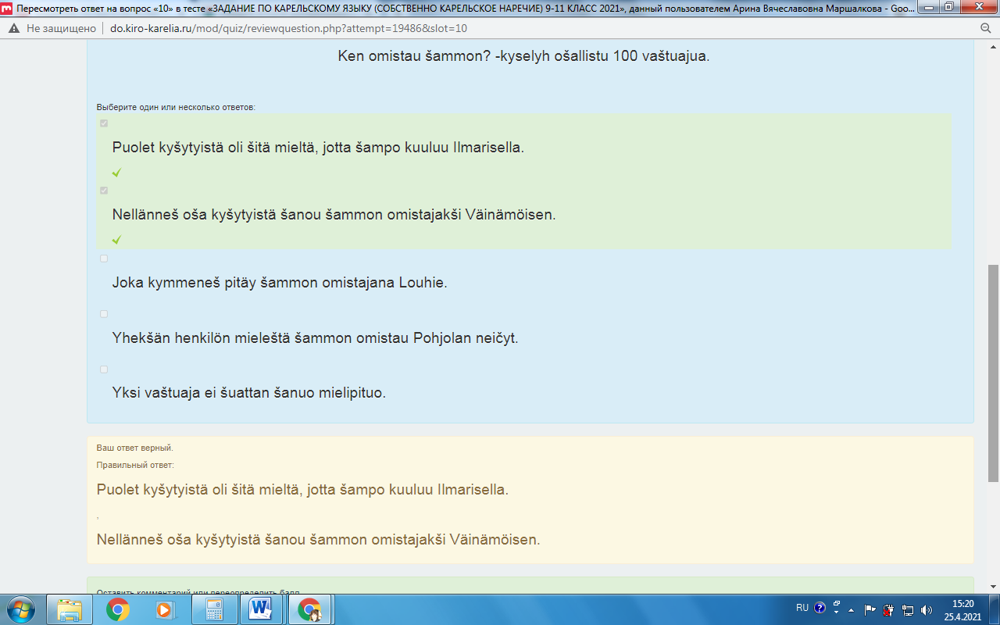 Пересмотреть ответ на вопрос «10» в тесте «ЗАДАНИЕ ПО КАРЕЛЬСКОМУ ЯЗЫКУ (СОБСТВЕННО КАРЕЛЬСКОЕ НАРЕЧИЕ) 9-11 КЛАСС 2021», данный пользователем Арина Вячеславовна Маршалкова - Goo...
Не защищено | do.kiro-karelia.ru/mod/quiz/reviewquestion.php?attempt=19486&slot=10
Ken omistau šammon? -kyselyh ošallistu 100 vaštuajua.
Выберите один или несколько ответов:
Puolet kyšytyistä oli šitä mieltä, jotta šampo kuuluu Ilmarisella.
Nellänneš oša kyšytyistä šanou šammon omistajakši Väinämöisen.
Joka kymmeneš pitäy šammon omistajana Louhie.
Yhekšän henkilön mieleštä šammon omistau Pohjolan neičyt.
Yksi vaštuaja ei šuattan šanuo mielipituo.
Ваш ответ верный.
Правильный ответ:
Puolet kyšytyistä oli šitä mieltä, jotta šampo kuuluu Ilmarisella.
,
Nellänneš oša kyšytyistä šanou šammon omistajakši Väinämöisen.
Оставить комментарий или переопределить балл
RU
15:20
25.4.2021